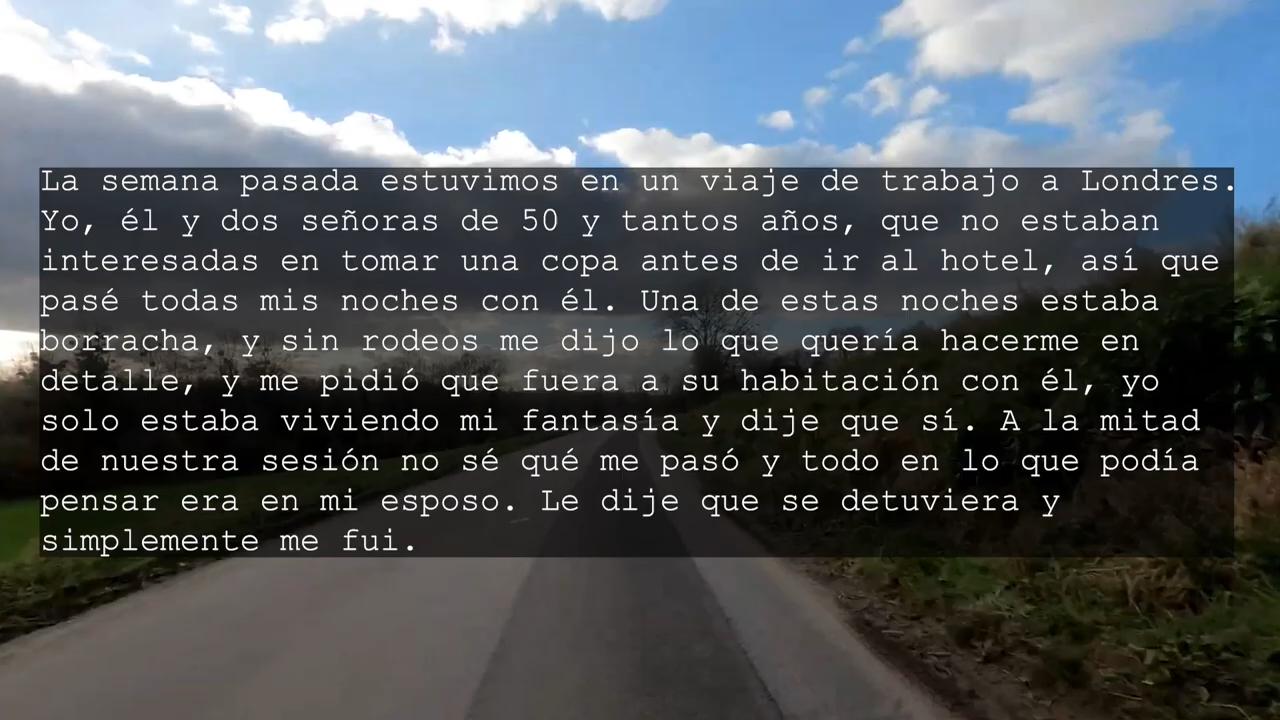 La semana pasada estuvimos en un viaje de trabajo a Londres.
Yo, él y dos señoras de 50 y tantos años, que no estaban
interesadas en tomar una copa antes de ir al hotel, así que
pasé todas mis noches con él. Una de estas noches estaba
borracha, y sin rodeos me dijo lo que quería hacerme en
detalle, y me pidió que fuera a su habitación con él, yo
solo estaba viviendo mi fantasía y dije que sí. A la mitad
de nuestra sesión no sé qué me pasó y todo en lo que podía
pensar era en mi esposo. Le dije que se detuviera y
simplemente me fui.